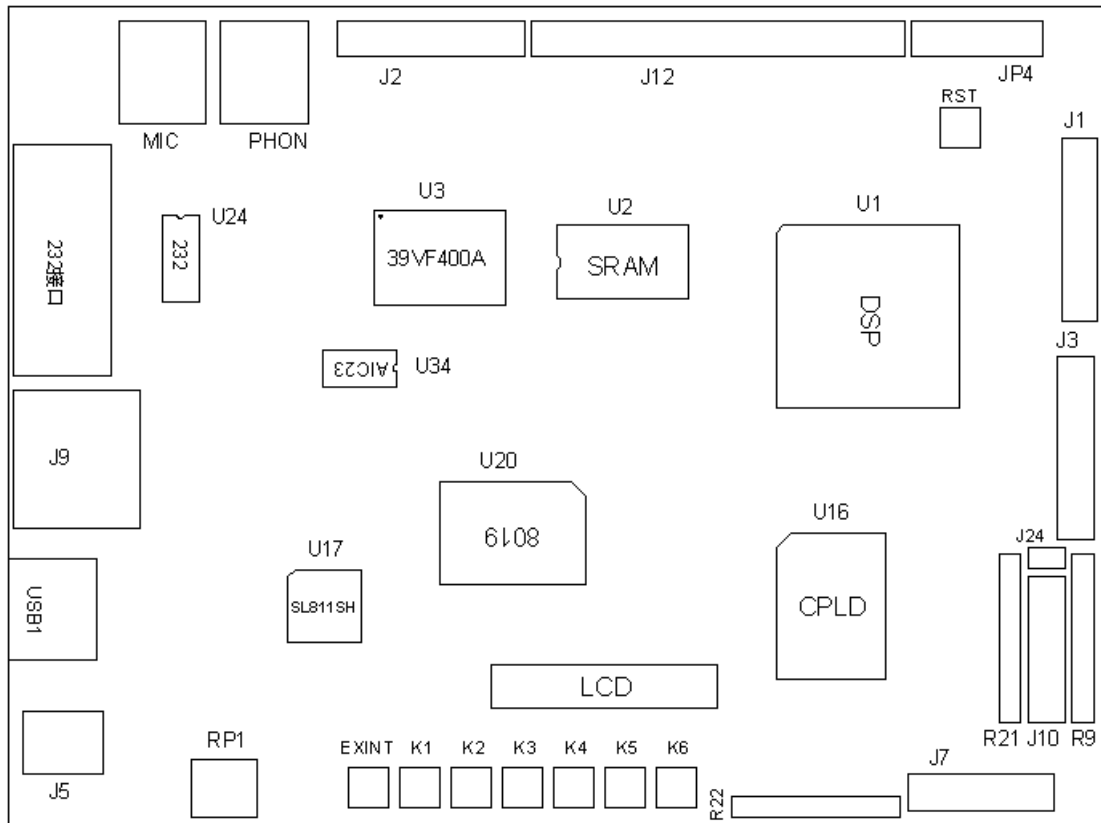 J2
J12
JP4
RST
MIC
PHON
J1
U3
U2
U1
U24
232
232接口
39VF400A
SRAM
DSP
J3
AIC23
U34
J9
U20
8019
U16
J24
U17
SL811SH
CPLD
USB1
LCD
RP1
R21
J10
R9
EXINT
K1
K2
K3
K4
K5
K6
J7
J5
R22